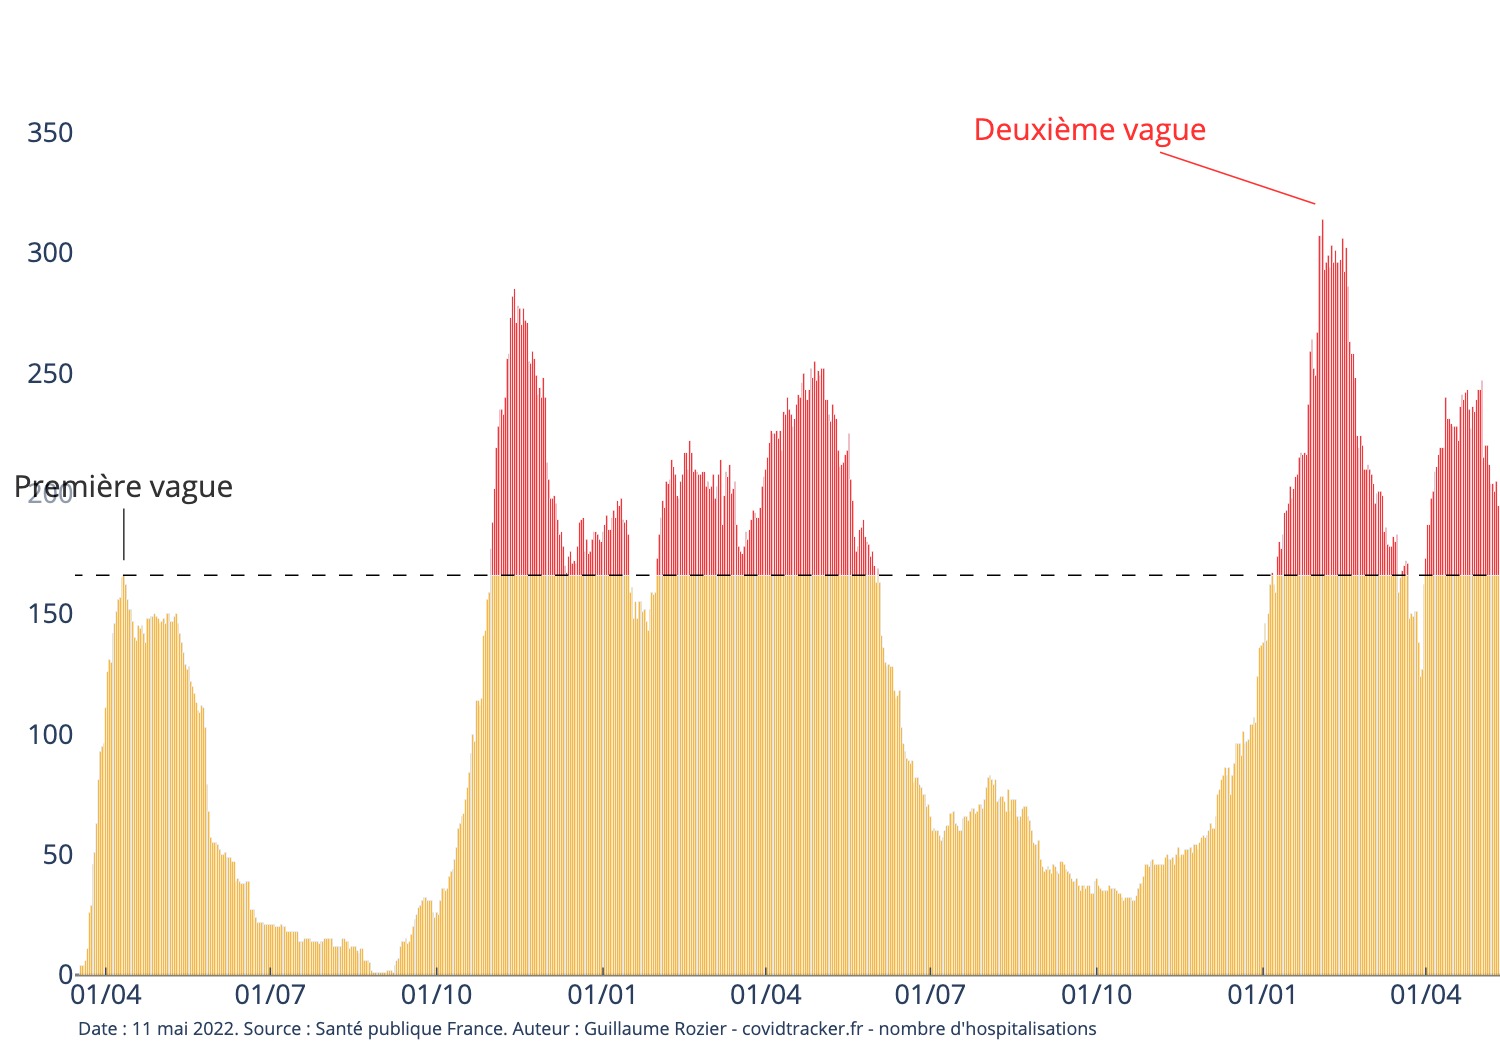 350
Deuxième vague
300
250
Première vague
200
150
100
50
0
01/04 01/07 01/10 01/01 01/04 01/07 01/10 01/01 01/04
Date : 11 mai 2022. Source : Santé publique France. Auteur : Guillaume Rozier - covidtracker.fr - nombre d'hospitalisations